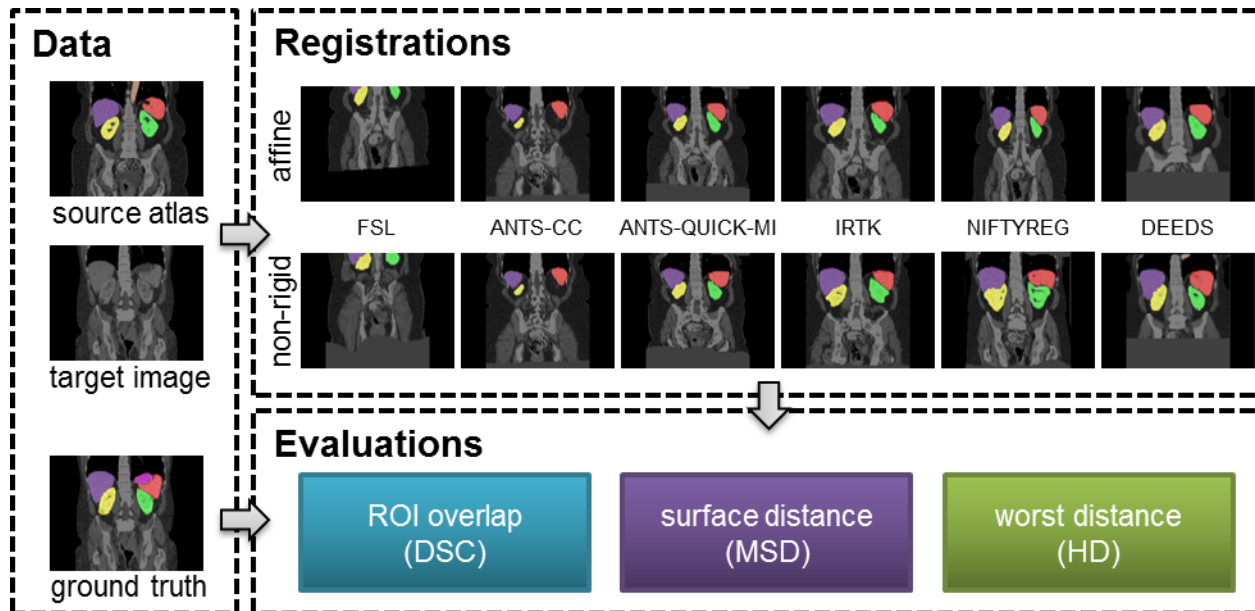 Data
source atlas
target image
ground truth
Registrations
affine
FSL
ANTS-CC
ANTS-QUICK-MI
IRTK
NIFTYREG
DEEDS
non-rigid
Evaluations
ROI overlap
(DSC)
surface distance
(MSD)
worst distance
(HD)